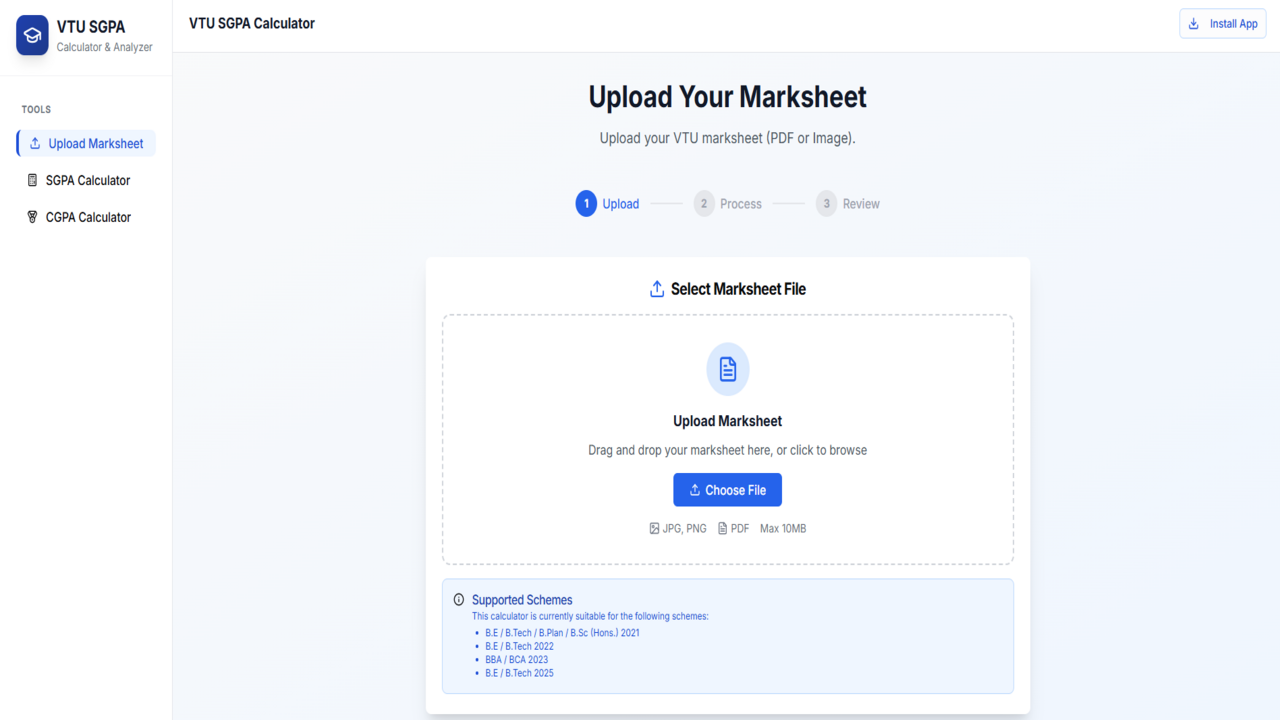 VTU SGPA
Calculator & Analyzer
TOOLS
Upload Marksheet
SGPA Calculator
CGPA Calculator
VTU SGPA Calculator
Install App
Upload Your Marksheet
Upload your VTU marksheet (PDF or Image).
1 Upload 2 Process 3 Review
Select Marksheet File
Upload Marksheet
Drag and drop your marksheet here, or click to browse
Choose File
JPG, PNG PDF Max 10MB
Supported Schemes
This calculator is currently suitable for the following schemes:
• B.E / B.Tech / B.Plan / B.Sc (Hons.) 2021
• B.E / B.Tech 2022
• BBA / BCA 2023
• B.E / B.Tech 2025